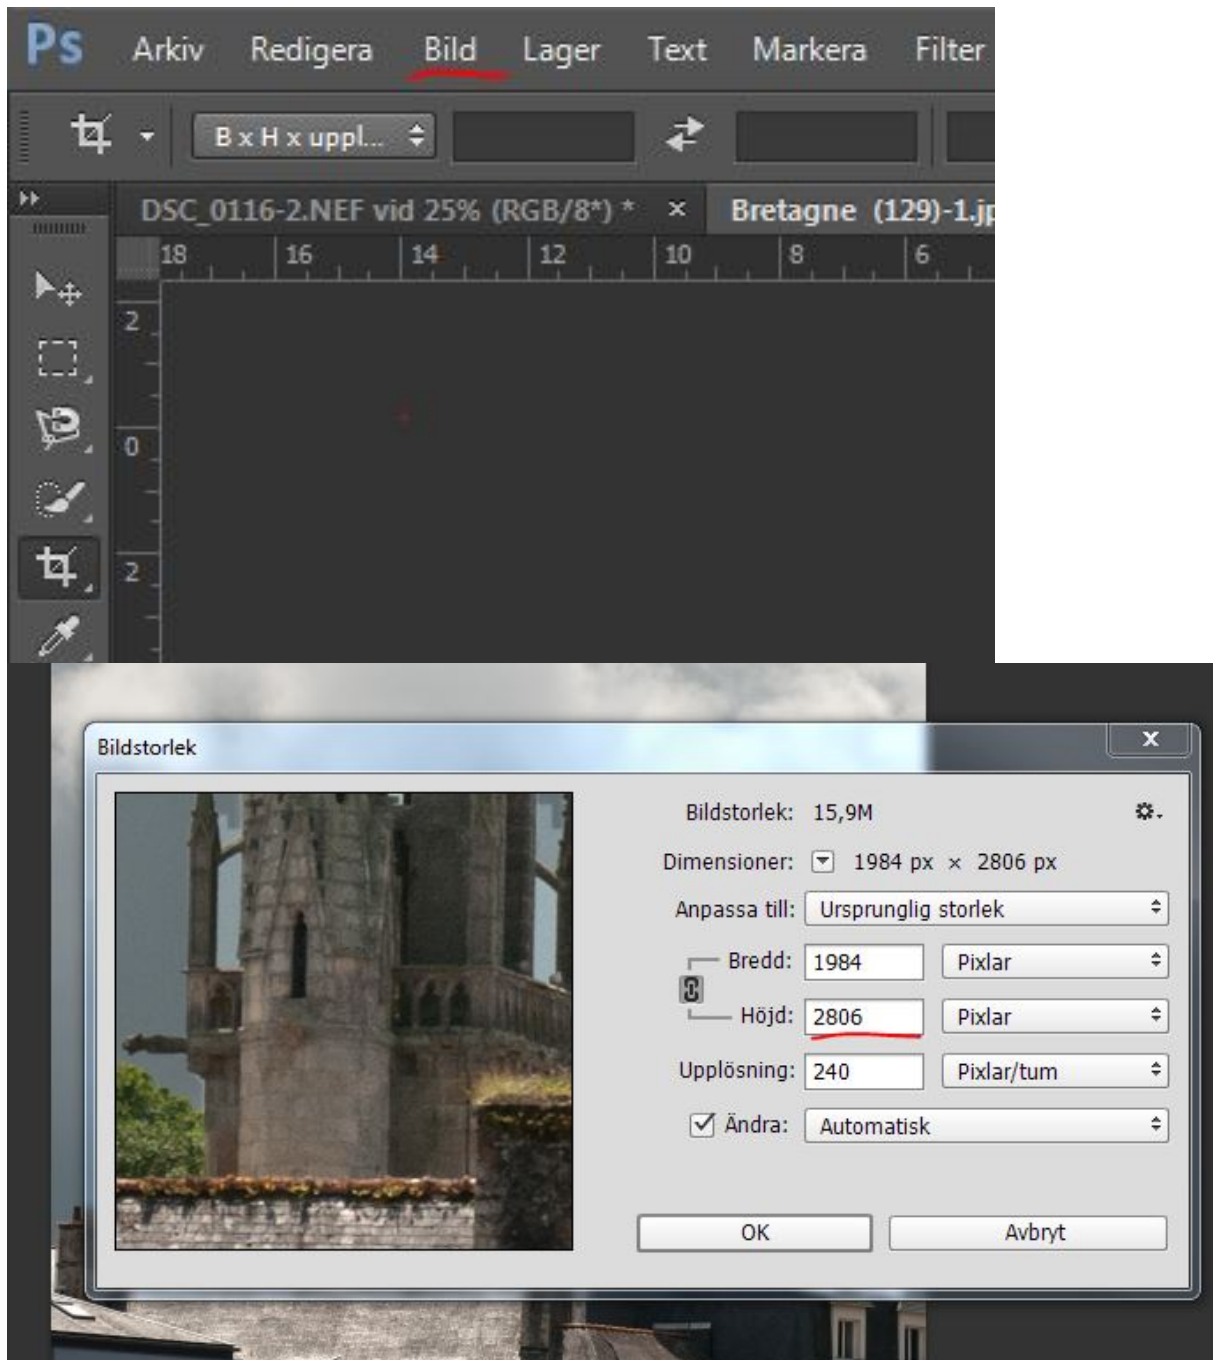 Ps Arkiv Redigera Bild Lager Text Markera Filter
B x H x uppl...
DSC_0116-2.NEF vid 25% (RGB/8*) * × Bretagne (129)-1.jp
18 16 14 12 10 8 6
2
0
2
Bildstorlek
Bildstorlek: 15,9M
Dimensioner: 1984 px × 2806 px
Anpassa till: Ursprunglig storlek
Bredd: 1984 Pixlar
Höjd: 2806 Pixlar
Upplösning: 240 Pixlar/tum
Ändra: Automatisk
OK Avbryt